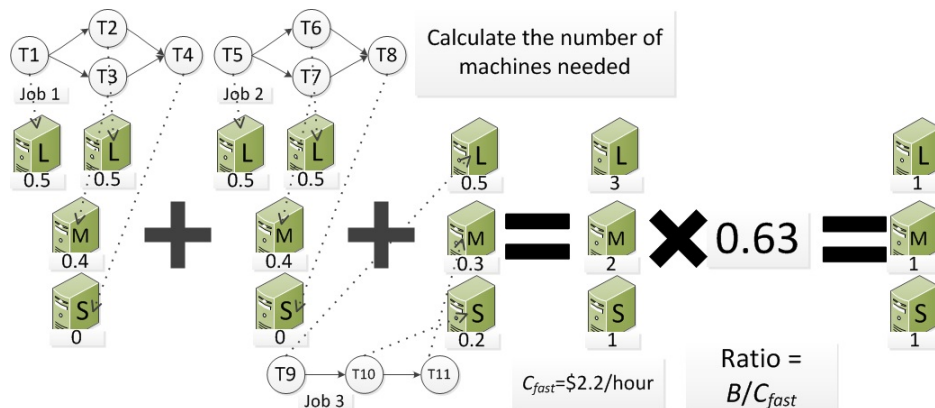 T1
T2
T3
T4
Job 1
T5
T6
T7
T8
Job 2
Calculate the number of
machines needed
L
L
L
L
L
L
L
0.5
0.5
0.5
0.5
0.5
3
1
M
M
M
M
M
0.4
0.4
0.3
2
0.63
1
S
S
S
S
S
0
0
0.2
1
1
T9
T10
T11
Job 3
Cfast=$2.2/hour
Ratio =
B/Cfast